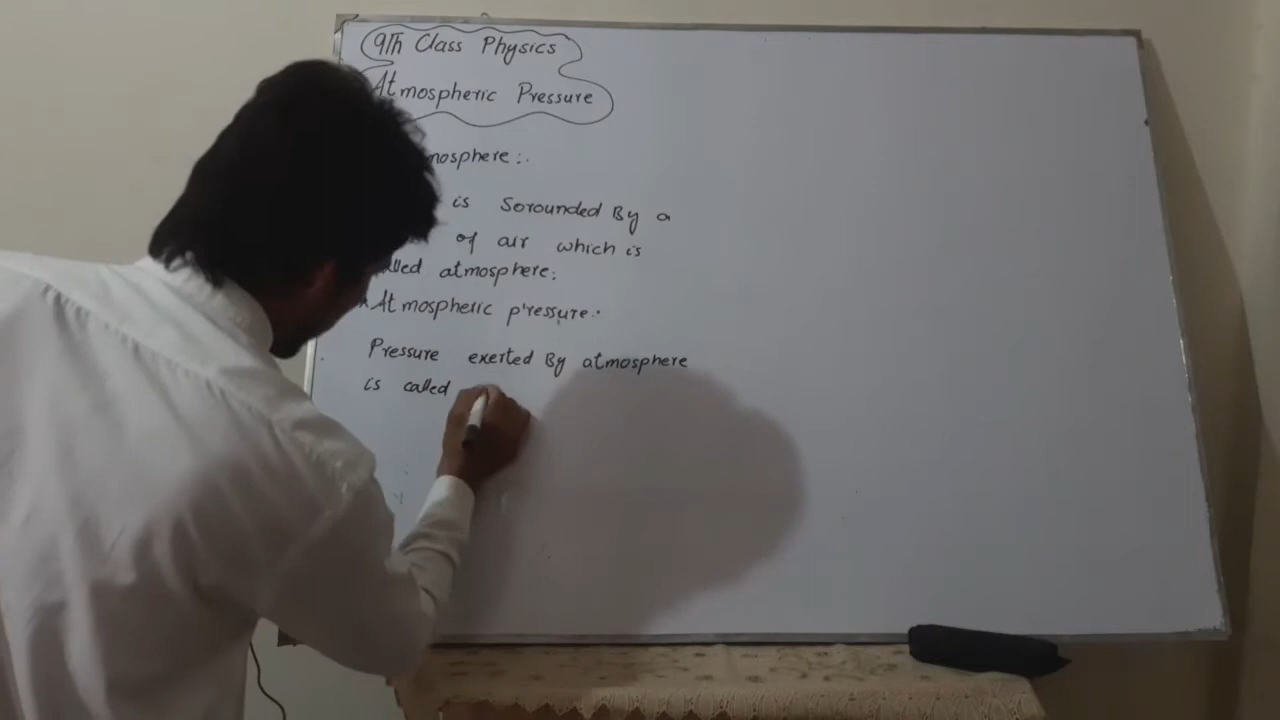 9Th Class Physics
Atmospheric Pressure
mosphere:.
is Sorounded By a
of air which is
alled atmosphere:
* Atmospheric pressure.
Pressure exerted By atmosphere
is called